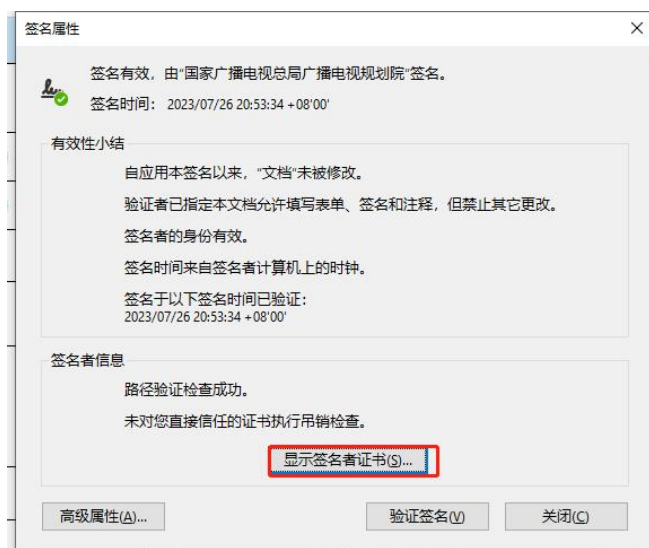 签名属性
签名有效，由“国家广播电视总局广播电视规划院”签名。
签名时间： 2023/07/26 20:53:34 +08'00'
有效性小结
自应用本签名以来，“文档”未被修改。
验证者已指定本文档允许填写表单、签名和注释，但禁止其它更改。
签名者的身份有效。
签名时间来自签名者计算机上的时钟。
签名于以下签名时间已验证：
2023/07/26 20:53:34 +08'00'
签名者信息
路径验证检查成功。
未对您直接信任的证书执行吊销检查。
显示签名者证书(S)...
高级属性(A)... 验证签名(V) 关闭(C)